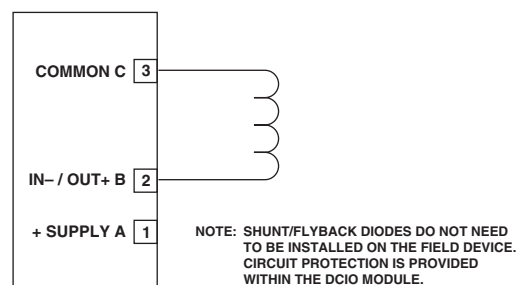 COMMON C 3
IN– / OUT+ B 2
+ SUPPLY A 1
NOTE: SHUNT/FLYBACK DIODES DO NOT NEED
TO BE INSTALLED ON THE FIELD DEVICE.
CIRCUIT PROTECTION IS PROVIDED
WITHIN THE DCIO MODULE.